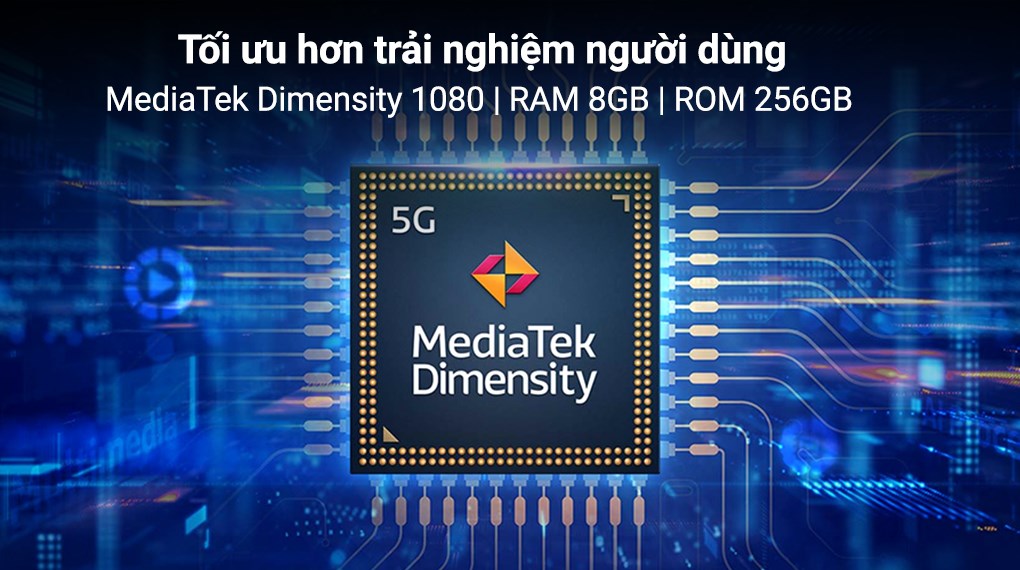 Tối ưu hơn trải nghiệm người dùng
MediaTek Dimensity 1080 | RAM 8GB | ROM 256GB
5G
MediaTek
Dimensity